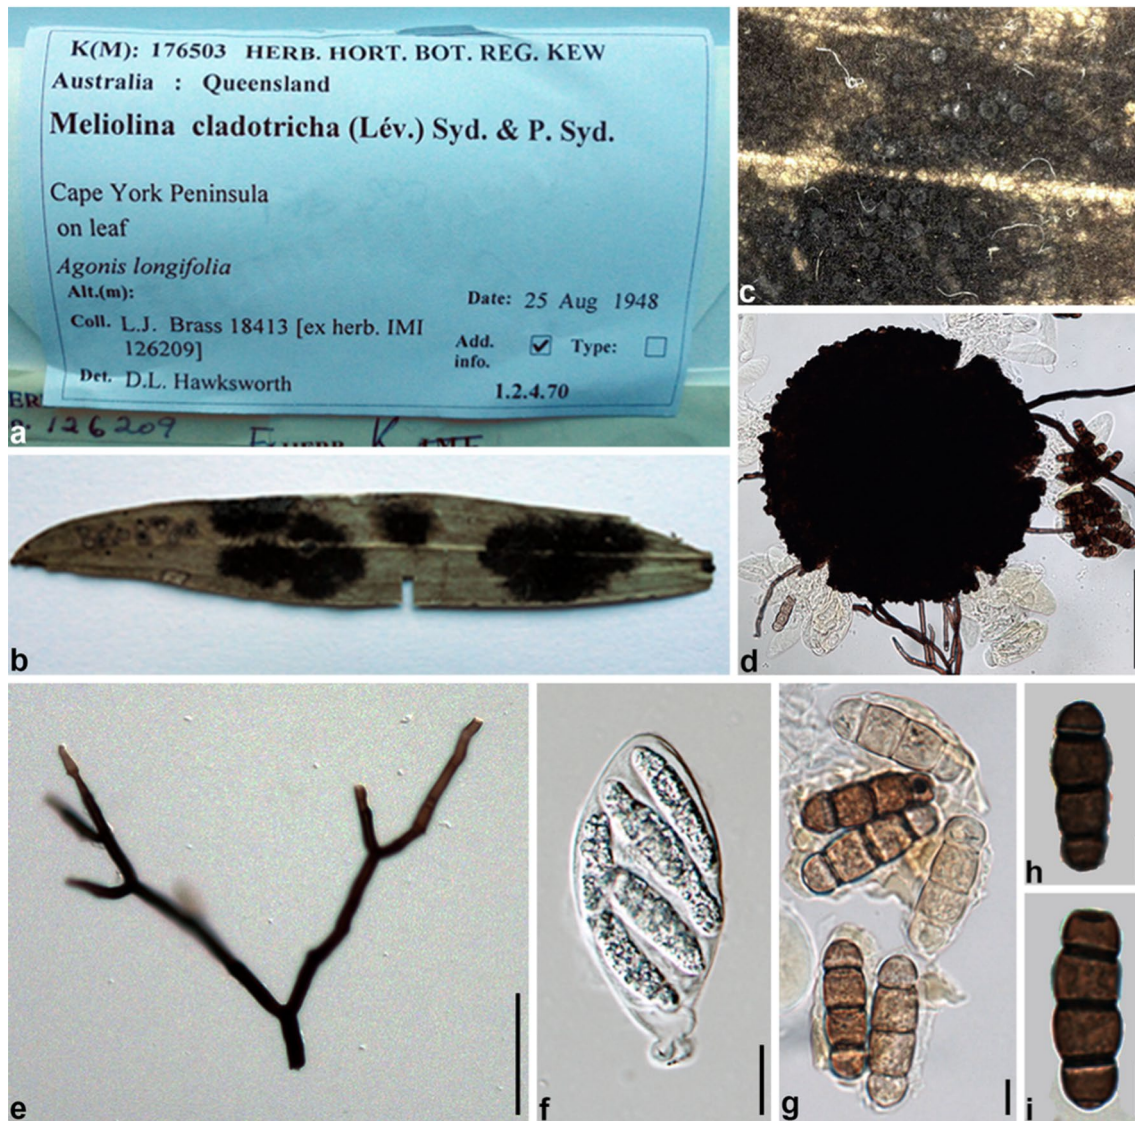 K(M): 176503 HERB. HORT. BOT. REG. KEW
Australia : Queensland
Meliolina cladotricha (Lév.) Syd. & P. Syd.
Cape York Peninsula
on leaf
Agonis longifolia
Alt.(m):
Date: 25 Aug 1948
Coll. L.J. Brass 18413 [ex herb. IMI
126209]
Add.
info.
Type:
Det. D.L. Hawksworth
1.2.4.70
126209
a
b
c
d
e
f
g
h
i